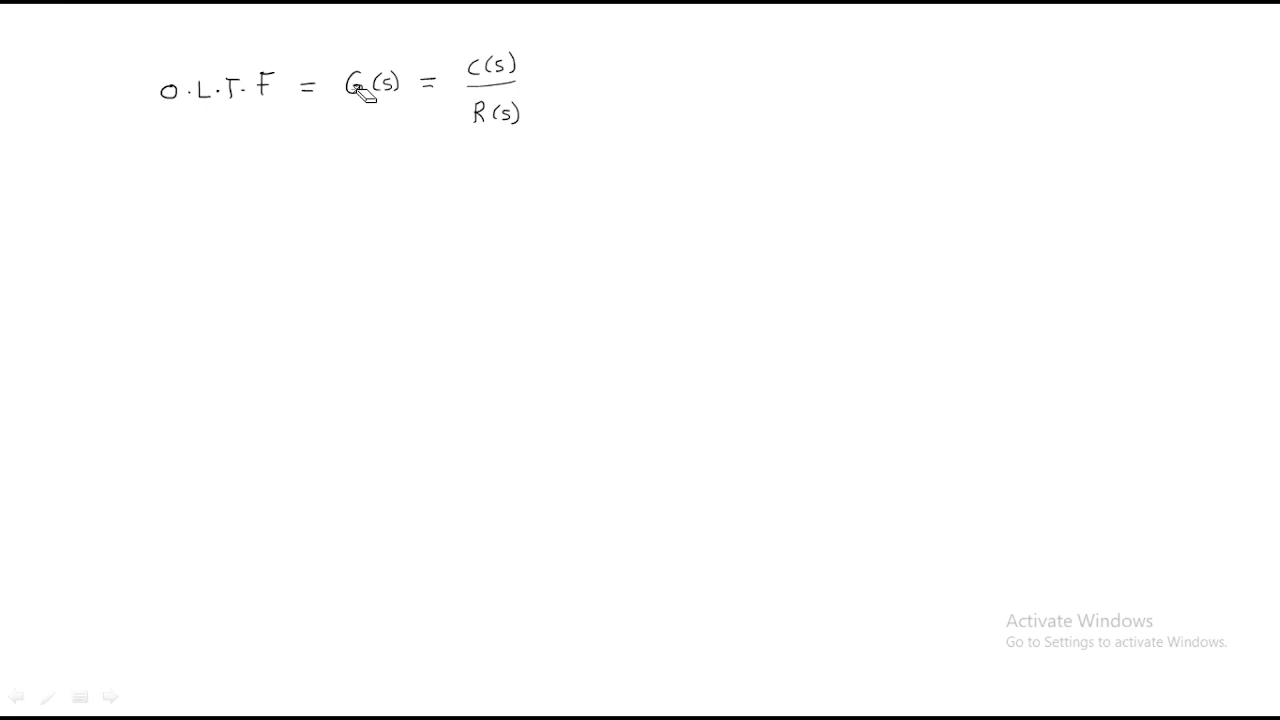 O.L.T.F = G(s) = C(s) / R(s)
Activate Windows
Go to Settings to activate Windows.